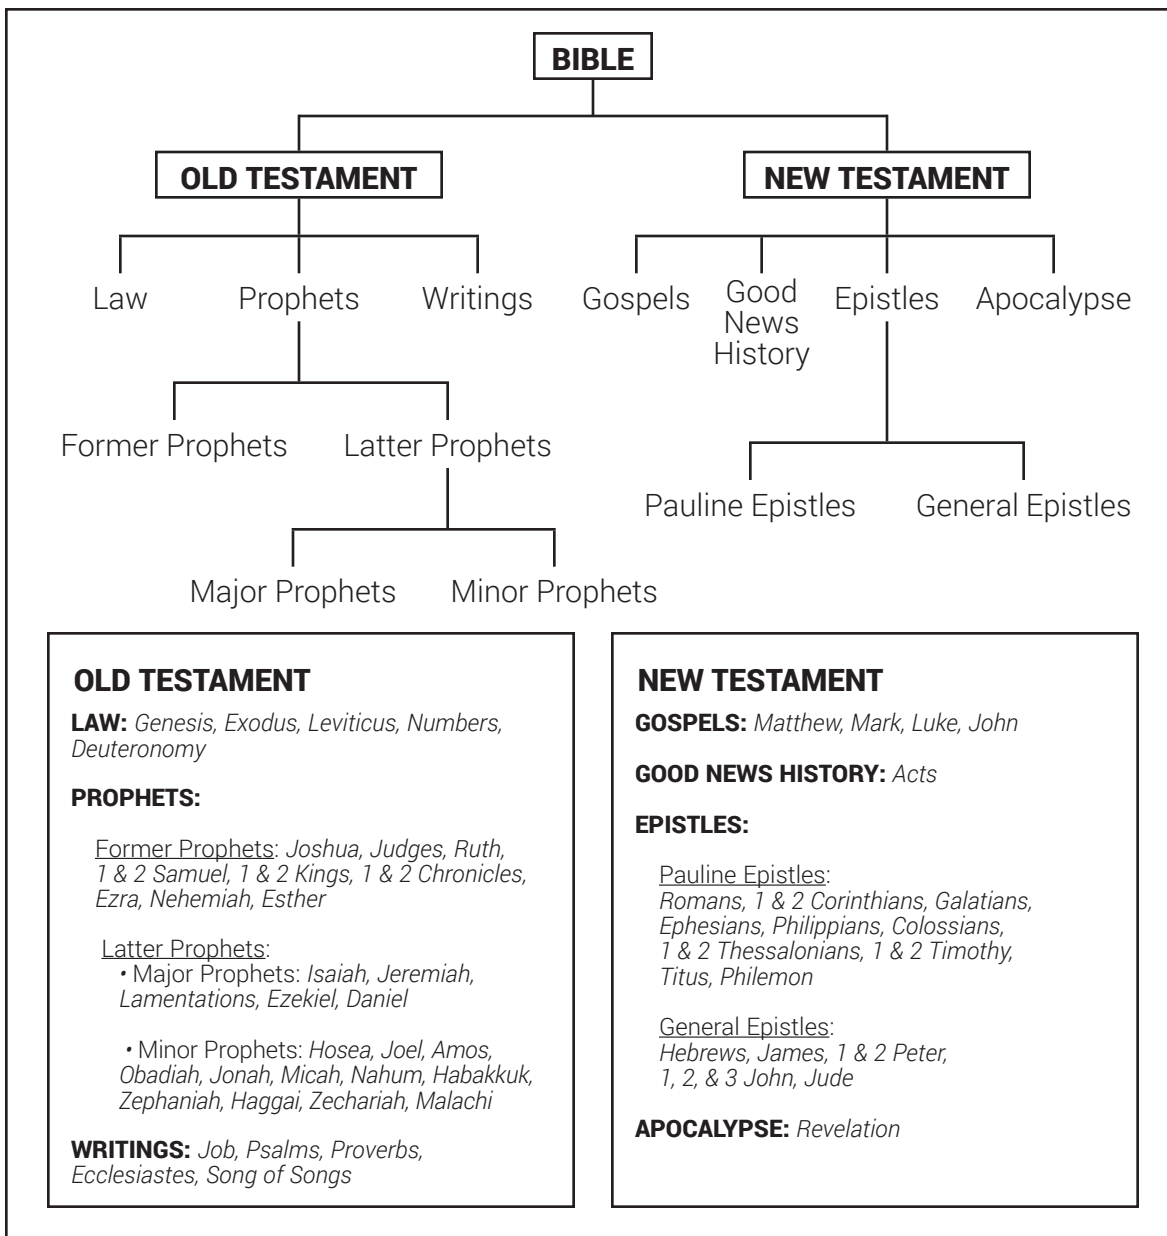 BIBLE
OLD TESTAMENT
NEW TESTAMENT
Law
Prophets
Writings
Gospels
Good
News
History
Epistles
Apocalypse
Former Prophets
Latter Prophets
Pauline Epistles
General Epistles
Major Prophets
Minor Prophets
OLD TESTAMENT
LAW: Genesis, Exodus, Leviticus, Numbers,
Deuteronomy
PROPHETS:
Former Prophets: Joshua, Judges, Ruth,
1 & 2 Samuel, 1 & 2 Kings, 1 & 2 Chronicles,
Ezra, Nehemiah, Esther
Latter Prophets:
• Major Prophets: Isaiah, Jeremiah,
Lamentations, Ezekiel, Daniel
• Minor Prophets: Hosea, Joel, Amos,
Obadiah, Jonah, Micah, Nahum, Habakkuk,
Zephaniah, Haggai, Zechariah, Malachi
WRITINGS: Job, Psalms, Proverbs,
Ecclesiastes, Song of Songs
NEW TESTAMENT
GOSPELS: Matthew, Mark, Luke, John
GOOD NEWS HISTORY: Acts
EPISTLES:
Pauline Epistles:
Romans, 1 & 2 Corinthians, Galatians,
Ephesians, Philippians, Colossians,
1 & 2 Thessalonians, 1 & 2 Timothy,
Titus, Philemon
General Epistles:
Hebrews, James, 1 & 2 Peter,
1, 2, & 3 John, Jude
APOCALYPSE: Revelation